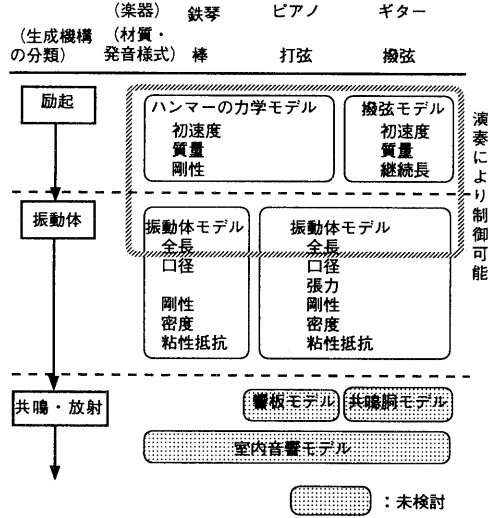 （楽器） 鉄琴 ピアノ ギター
（生成機構の分類） （材質・発音様式） 棒 打弦 撥弦
励起
ハンマーの力学モデル
初速度
質量
剛性
撥弦モデル
初速度
質量
継続長
演奏により制御可能
振動体
振動体モデル
全長
口径
剛性
密度
粘性抵抗
振動体モデル
全長
口径
張力
剛性
密度
粘性抵抗
共鳴・放射
響板モデル
共鳴胴モデル
室内音響モデル
：未検討